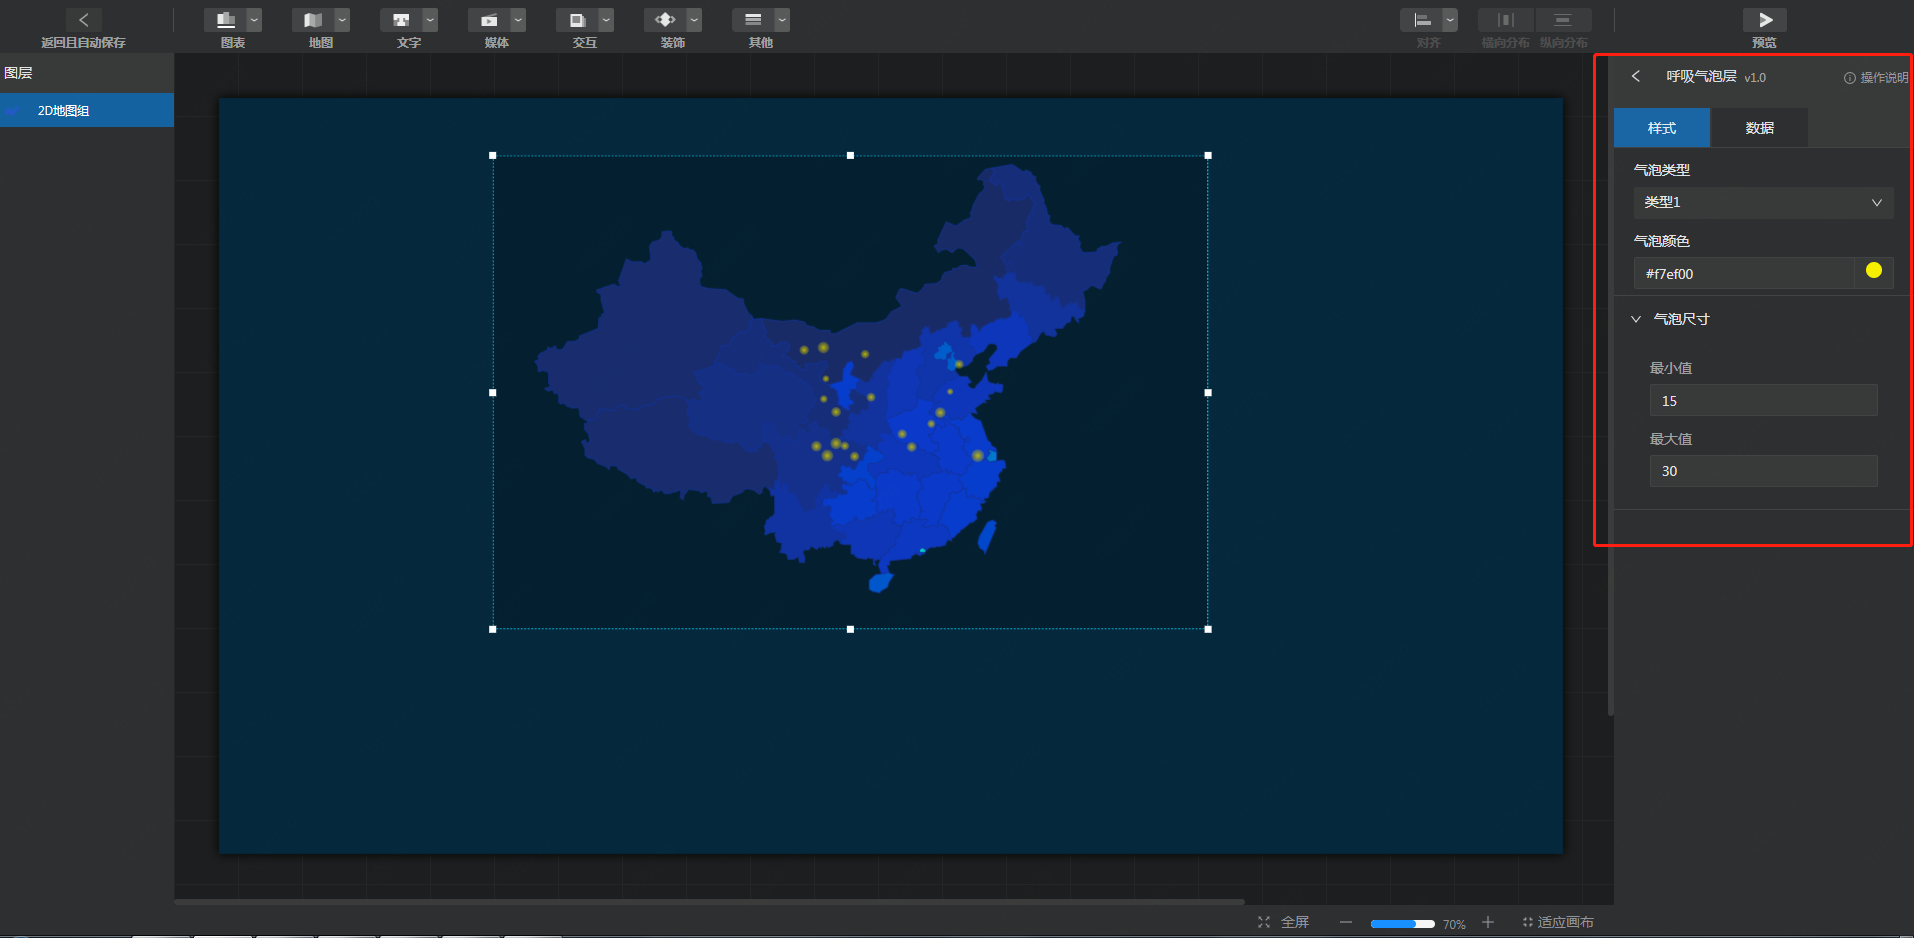 返回且自动保存
图表
地图
文字
媒体
交互
装饰
其他
对齐
横向分布
纵向分布
预览
图层
2D地图组
呼吸气泡层 v1.0
操作说明
样式
数据
气泡类型
类型1
气泡颜色
#f7ef00
气泡尺寸
最小值
15
最大值
30
全屏
70%
适应画布